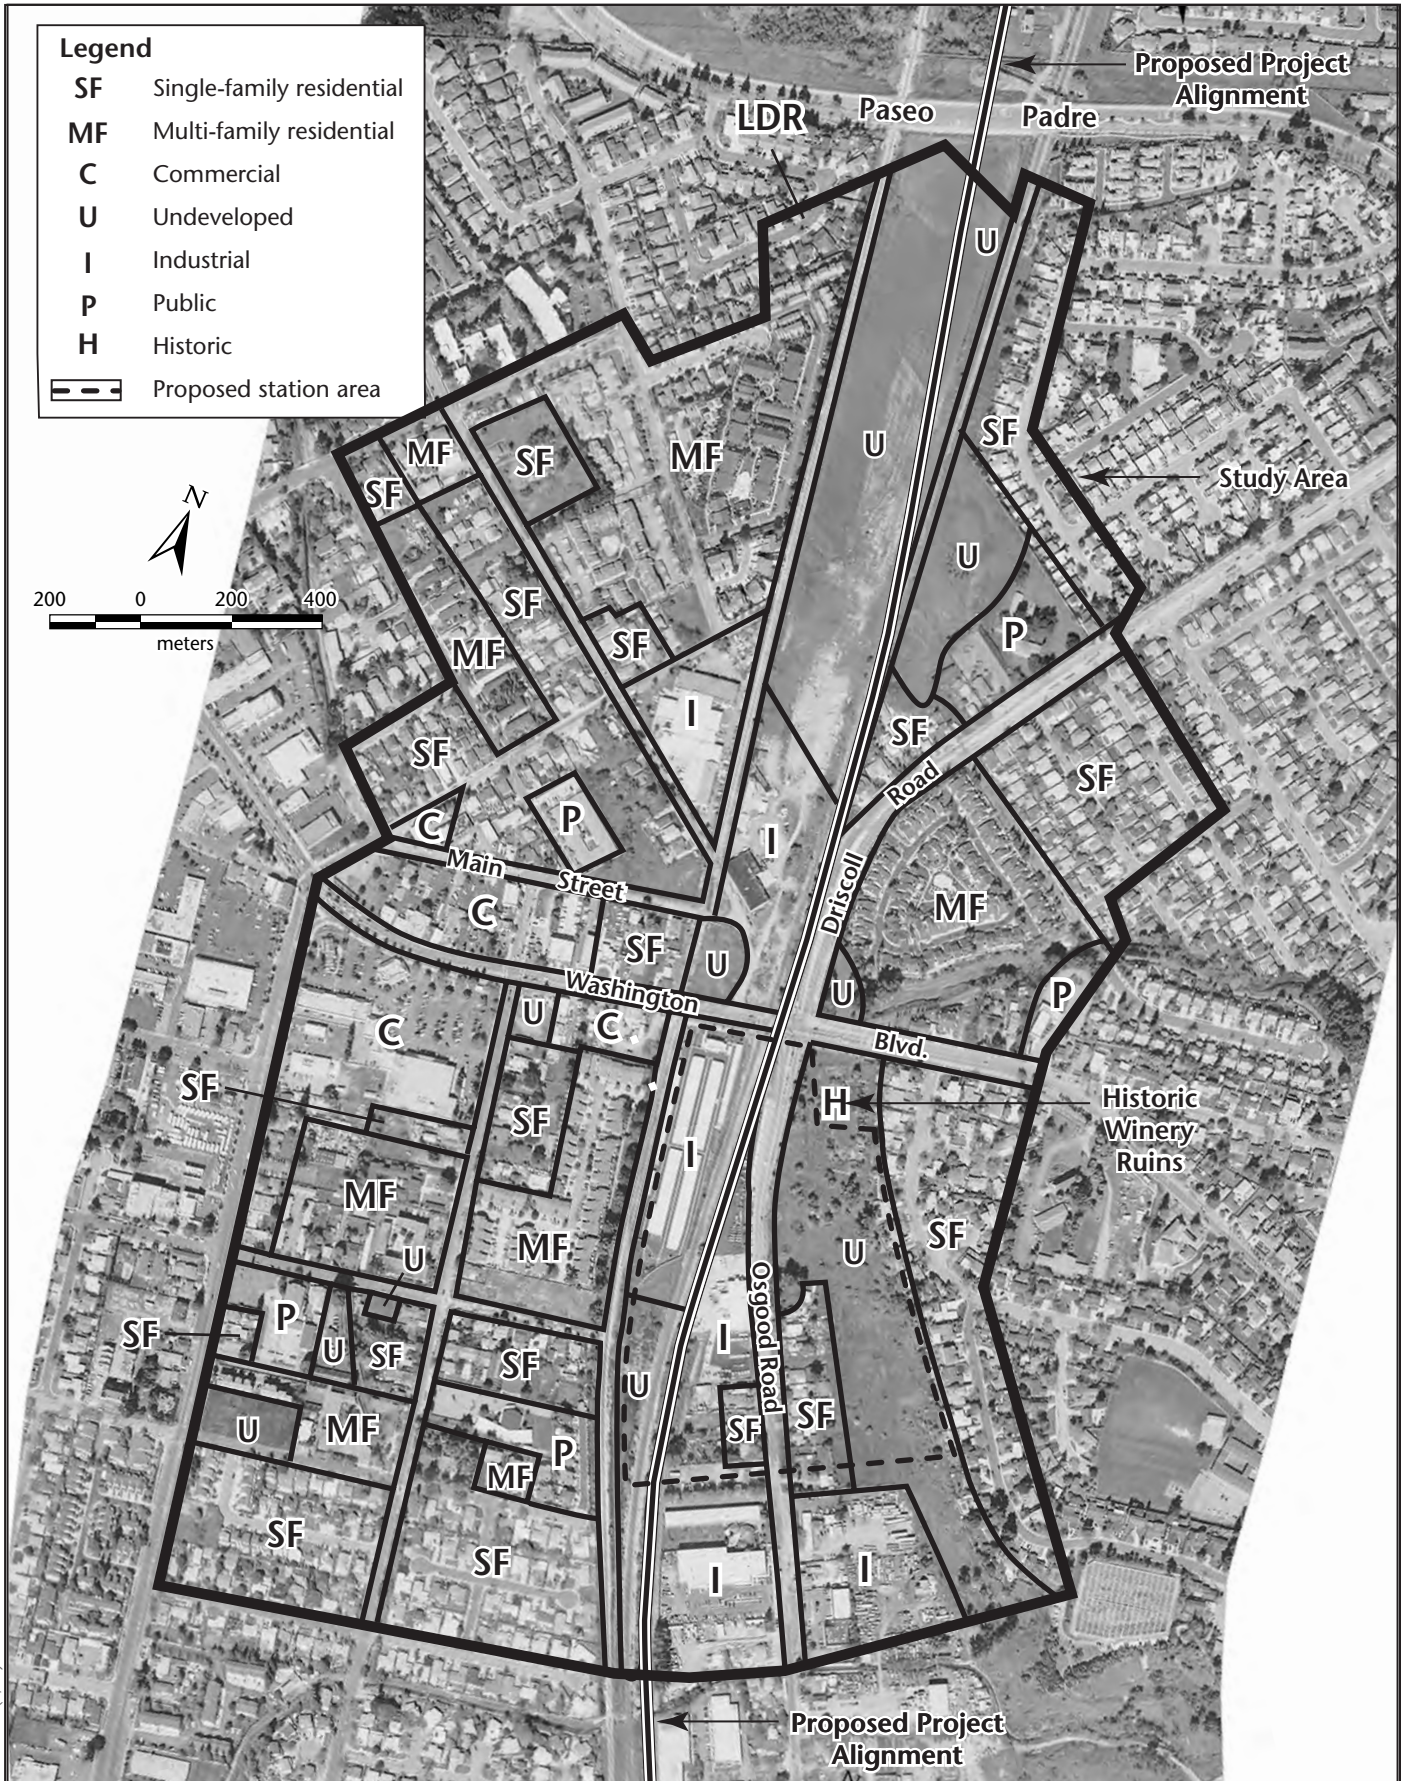 Legend
SF Single-family residential
MF Multi-family residential
C Commercial
U Undeveloped
I Industrial
P Public
H Historic
Proposed station area
Proposed Project
Alignment
LDR
Paseo
Padre
U
N
200 0 200 400
meters
MF
SF
SF
MF
U
SF
Study Area
U
SF
MF
SF
P
I
SF
SF
SF
Road
C
P
I
Driscoll
MF
Main
Street
C
SF
U
U
P
Washington
Blvd.
C
U
C
SF
SF
I
H
Historic
Winery
Ruins
MF
U
MF
U
SF
SF
P
U
SF
SF
U
I
Osgood Road
U
MF
P
MF
SF
SF
SF
SF
I
I
Proposed Project
Alignment